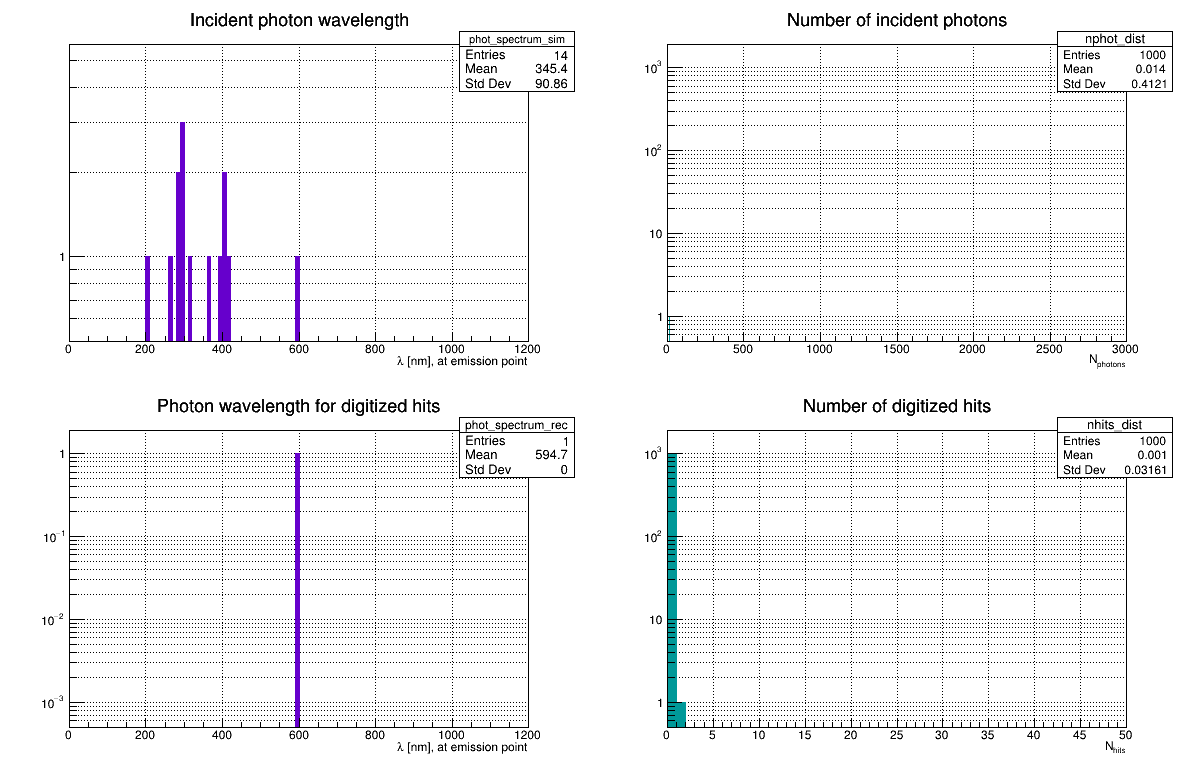 Incident photon wavelength
phot_spectrum_sim
Entries 14
Mean 345.4
Std Dev 90.86
1
0 200 400 600 800 1000 1200
λ [nm], at emission point
Number of incident photons
nphot_dist
Entries 1000
Mean 0.014
Std Dev 0.4121
10³
10²
10
1
0 500 1000 1500 2000 2500 3000
Nphotons
Photon wavelength for digitized hits
phot_spectrum_rec
Entries 1
Mean 594.7
Std Dev 0
1
10⁻¹
10⁻²
10⁻³
0 200 400 600 800 1000 1200
λ [nm], at emission point
Number of digitized hits
nhits_dist
Entries 1000
Mean 0.001
Std Dev 0.03161
10³
10²
10
1
0 5 10 15 20 25 30 35 40 45 50
Nhits